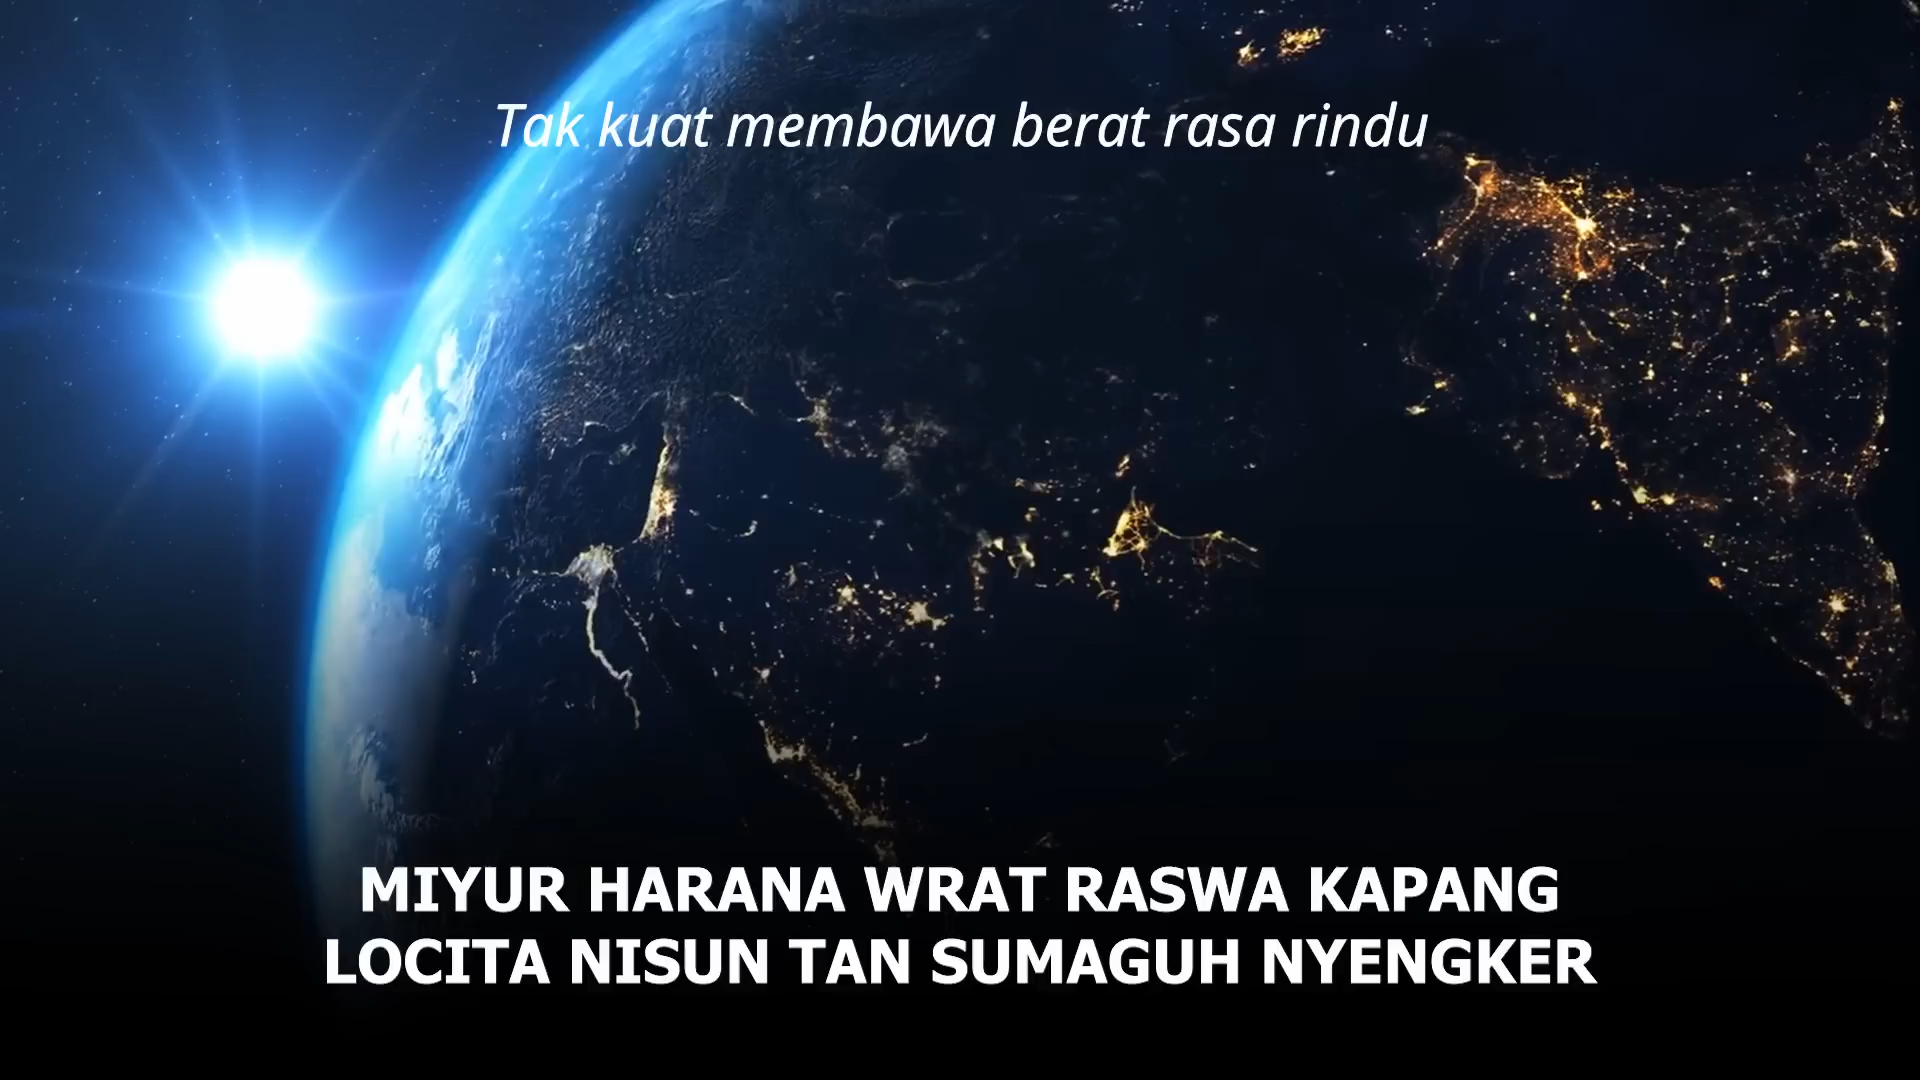 Tak kuat membawa berat rasa rindu
MIYUR HARANA WRAT RASWA KAPANG
LOCITA NISUN TAN SUMAGUH NYENGKER